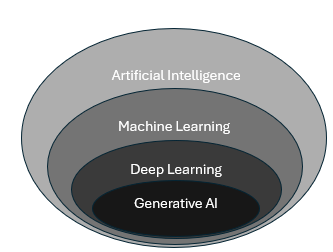 Artificial Intelligence
Machine Learning
Deep Learning
Generative AI